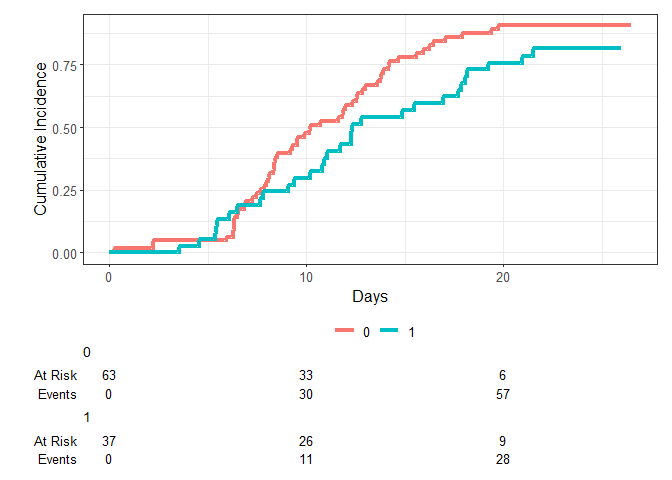 Cumulative Incidence
0.75
0.50
0.25
0.00
0 10 20
Days
0 1
0
At Risk 63 33 6
Events 0 30 57
1
At Risk 37 26 9
Events 0 11 28